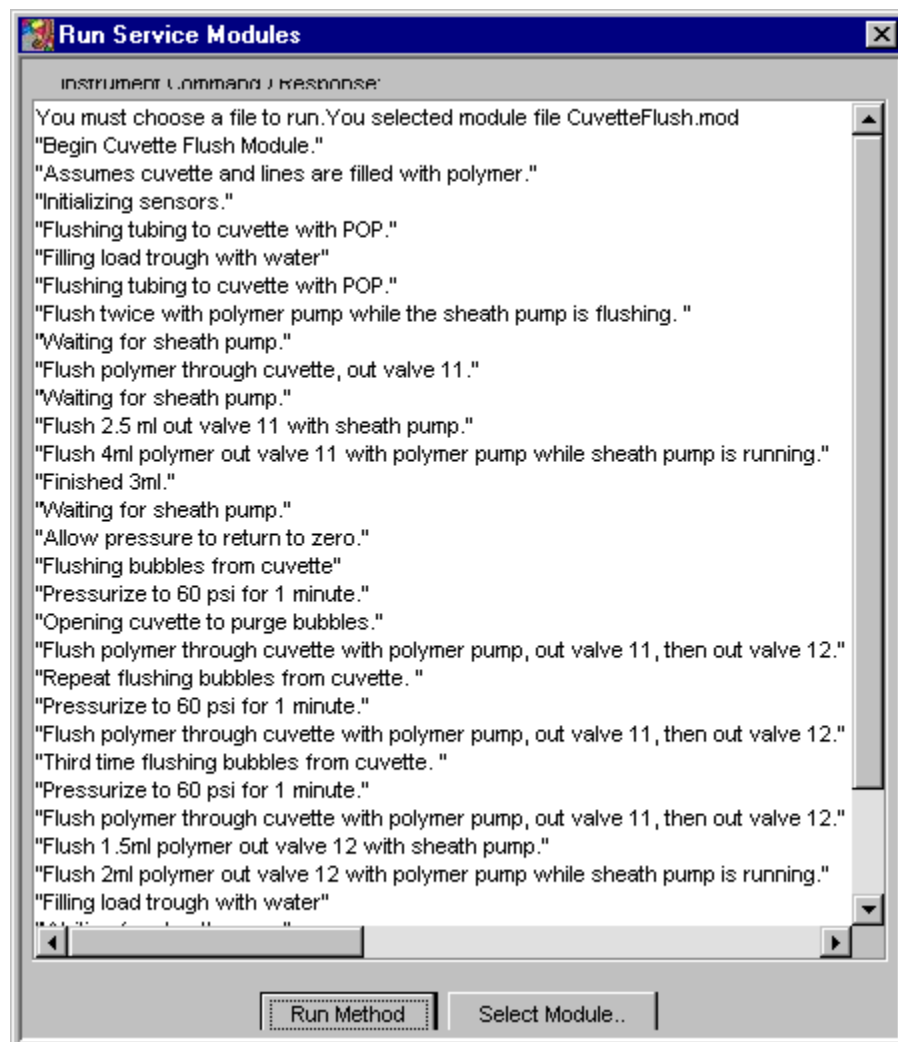 Run Service Modules
Instrument Command / Response:
You must choose a file to run.You selected module file CuvetteFlush.mod
"Begin Cuvette Flush Module."
"Assumes cuvette and lines are filled with polymer."
"Initializing sensors."
"Flushing tubing to cuvette with POP."
"Filling load trough with water"
"Flushing tubing to cuvette with POP."
"Flush twice with polymer pump while the sheath pump is flushing. "
"Waiting for sheath pump."
"Flush polymer through cuvette, out valve 11."
"Waiting for sheath pump."
"Flush 2.5 ml out valve 11 with sheath pump."
"Flush 4ml polymer out valve 11 with polymer pump while sheath pump is running."
"Finished 3ml."
"Waiting for sheath pump."
"Allow pressure to return to zero."
"Flushing bubbles from cuvette"
"Pressurize to 60 psi for 1 minute."
"Opening cuvette to purge bubbles."
"Flush polymer through cuvette with polymer pump, out valve 11, then out valve 12."
"Repeat flushing bubbles from cuvette. "
"Pressurize to 60 psi for 1 minute."
"Flush polymer through cuvette with polymer pump, out valve 11, then out valve 12."
"Third time flushing bubbles from cuvette. "
"Pressurize to 60 psi for 1 minute."
"Flush polymer through cuvette with polymer pump, out valve 11, then out valve 12."
"Flush 1.5ml polymer out valve 12 with sheath pump."
"Flush 2ml polymer out valve 12 with polymer pump while sheath pump is running."
"Filling load trough with water"
Run Method
Select Module..